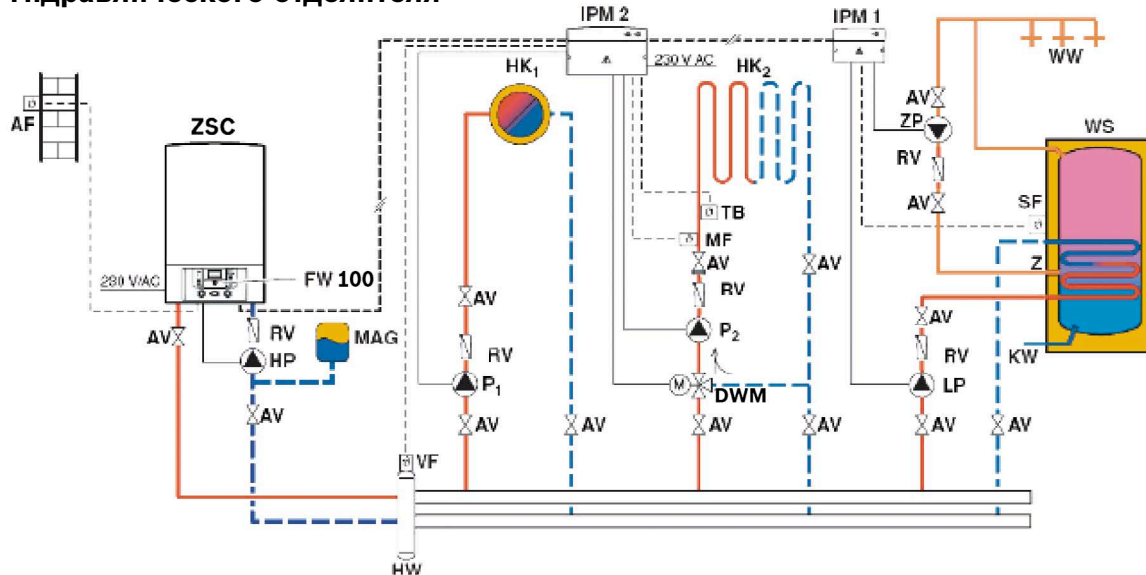 IPM 2
IPM 1
230 V AC
HK₁
HK₂
WW
AF
ZSC
AV
ZP
WS
RV
AV
SF
TB
MF
230 V/AC
FW 100
AV
AV
Z
AV
RV
AV
AV
RV
MAG
RV
P₂
RV
KW
HP
P₁
M
DWM
LP
AV
AV
AV
AV
AV
AV
AV
VF
HW